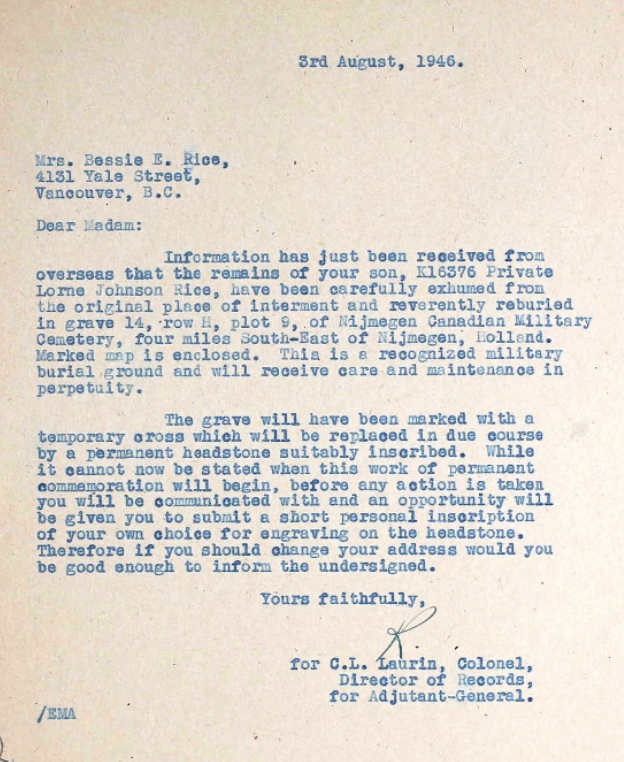 3rd August, 1946.
Mrs. Bessie E. Rice,
4131 Yale Street,
Vancouver, B.C.
Dear Madam:
Information has just been received from
overseas that the remains of your son, K16376 Private
Lorne Johnson Rice, have been carefully exhumed from
the original place of interment and reverently reburied
in grave 14, row H, plot 9, of Nijmegen Canadian Military
Cemetery, four miles South-East of Nijmegen, Holland.
Marked map is enclosed. This is a recognized military
burial ground and will receive care and maintenance in
perpetuity.
The grave will have been marked with a
temporary cross which will be replaced in due course
by a permanent headstone suitably inscribed. While
it cannot now be stated when this work of permanent
commemoration will begin, before any action is taken
you will be communicated with and an opportunity will
be given you to submit a short personal inscription
of your own choice for engraving on the headstone.
Therefore if you should change your address would you
be good enough to inform the undersigned.
Yours faithfully,
R
for C.L. Laurin, Colonel,
Director of Records,
for Adjutant-General.
/EMA